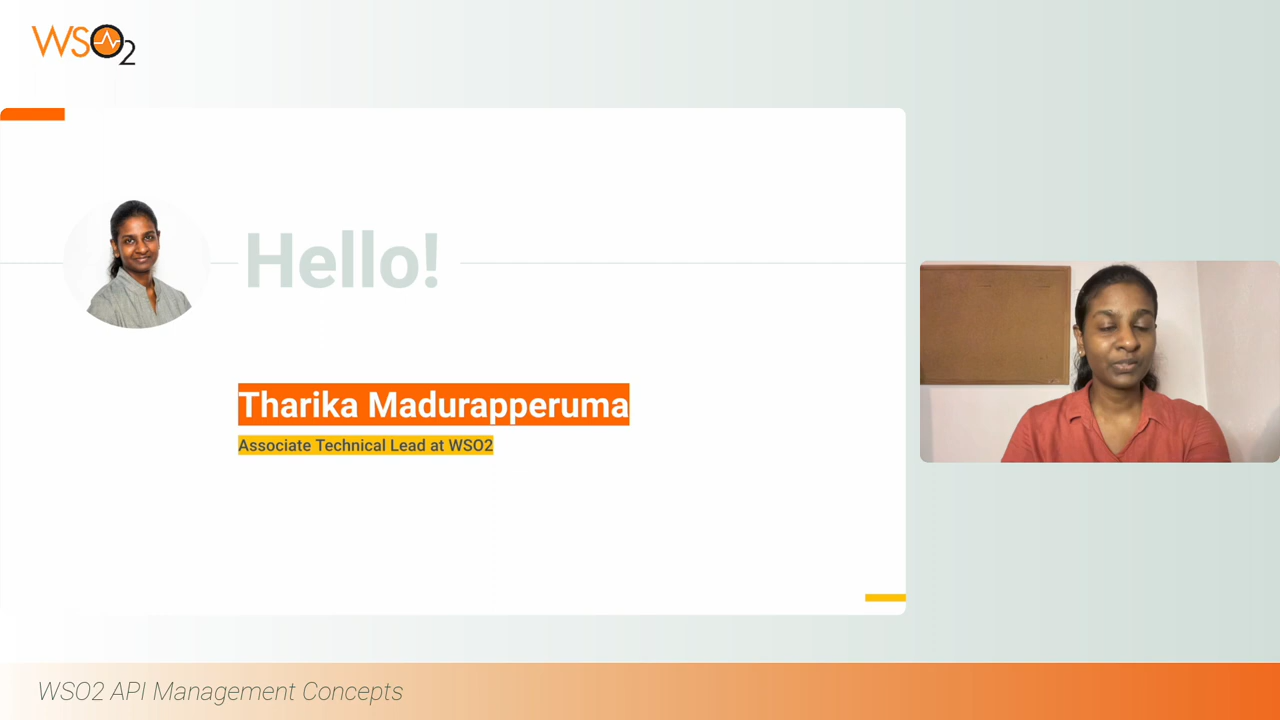 WSO2
Hello!
Tharika Madurapperuma
Associate Technical Lead at WSO2
WSO2 API Management Concepts